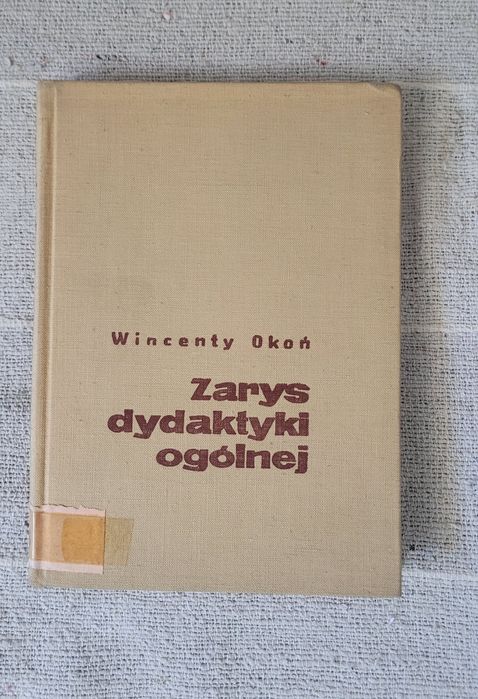 Wincenty Okoń
Zarys
dydaktyki
ogólnej